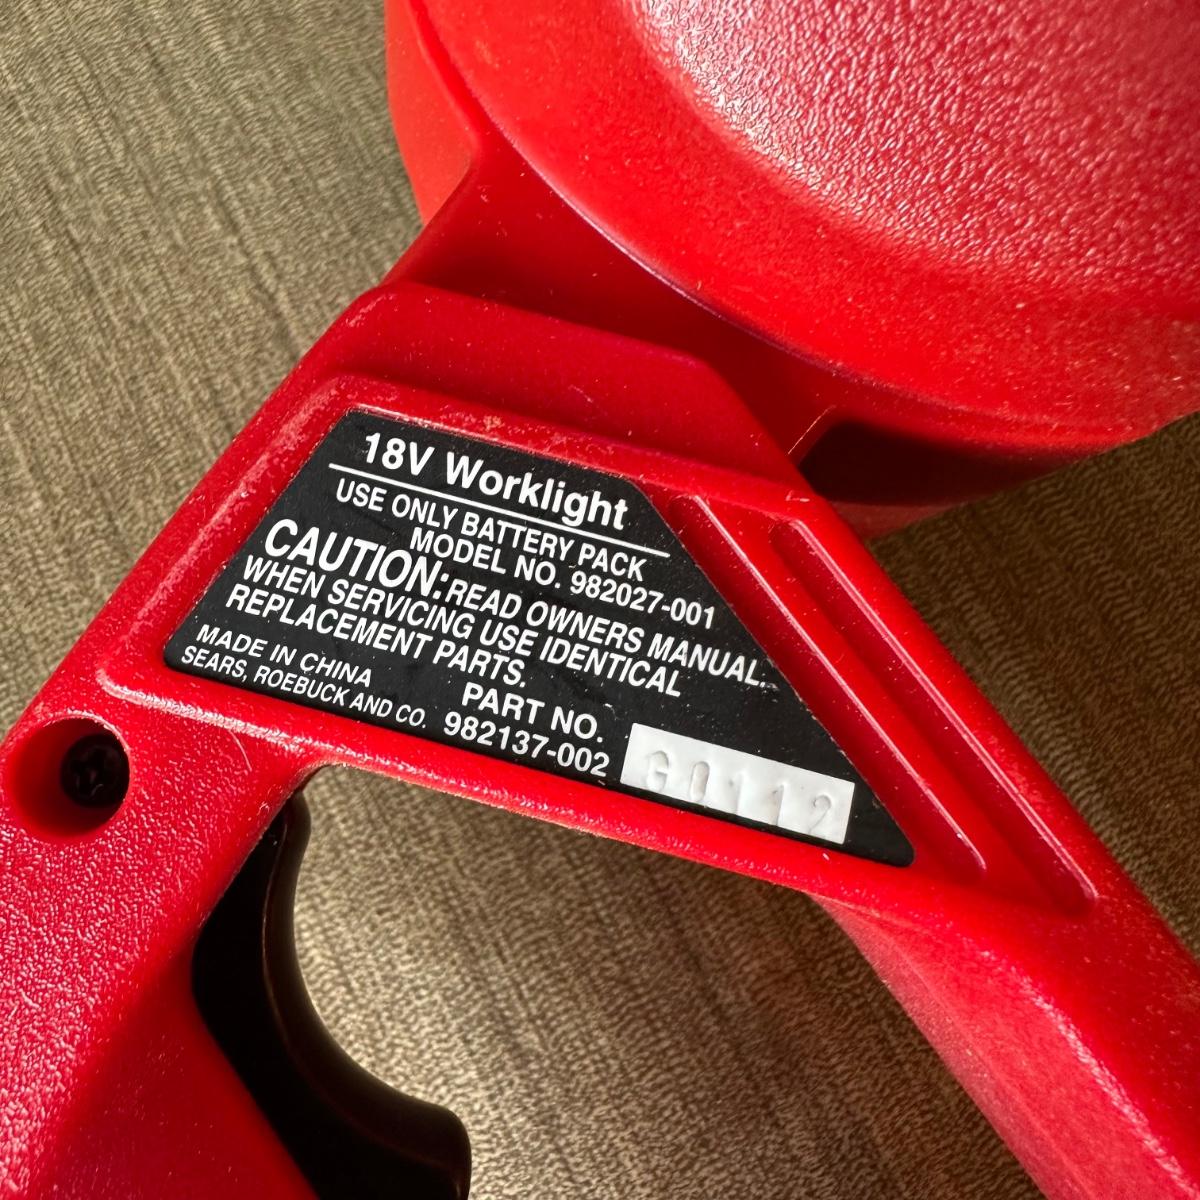 18V Worklight
USE ONLY BATTERY PACK
MODEL NO. 982027-001
CAUTION: READ OWNERS MANUAL.
WHEN SERVICING USE IDENTICAL
REPLACEMENT PARTS.
MADE IN CHINA
SEARS, ROEBUCK AND CO.
PART NO.
982137-002
G0112